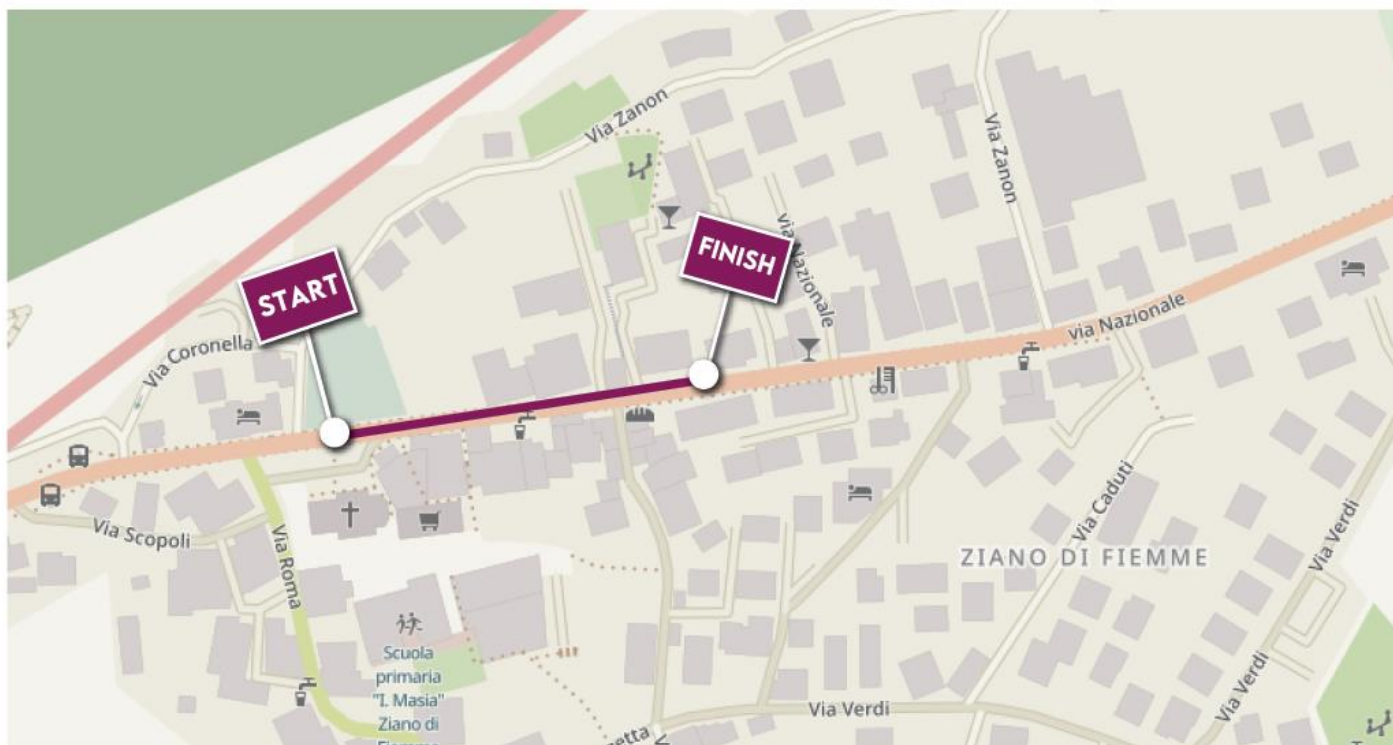 Via Zanon
Via Zanon
START
FINISH
via Nazionale
Via Coronella
via Nazionale
Via Scopoli
Via Roma
Via Caduti
ZIANO DI FIEMME
Via Verdi
Scuola
primaria
"I. Masia"
Ziano di
Fiemme
Via Verdi
Via Verdi